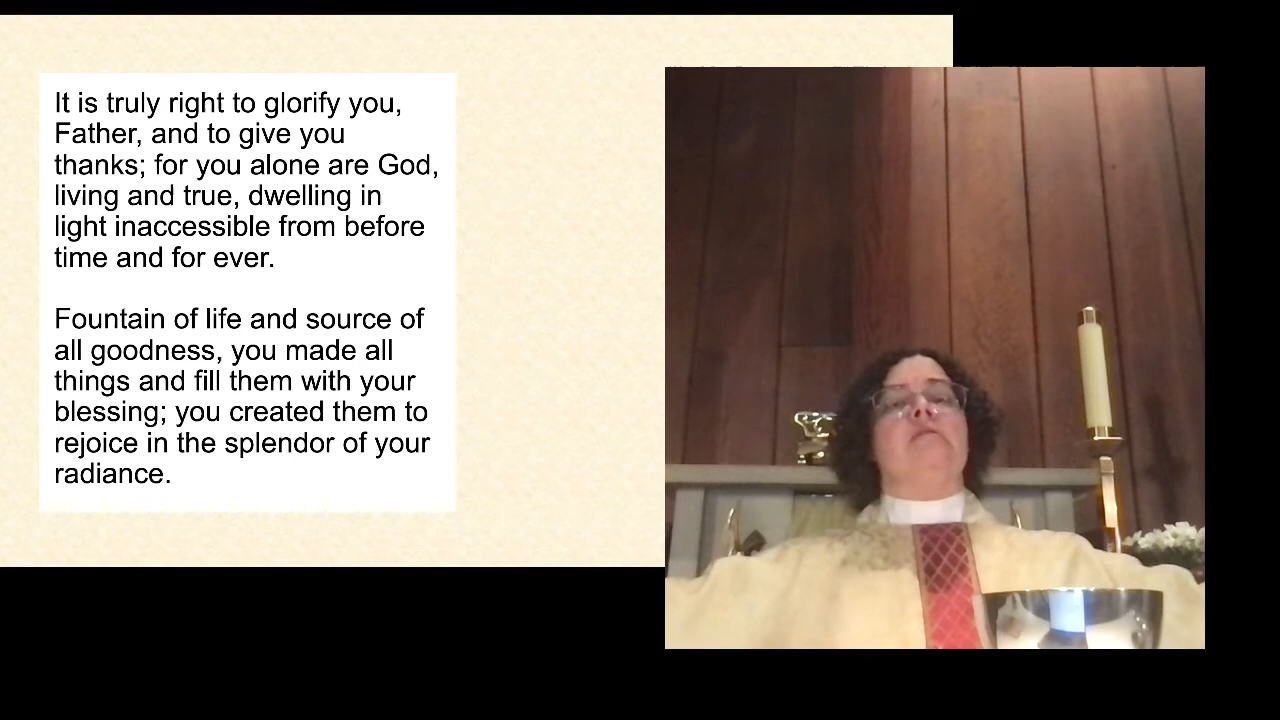 It is truly right to glorify you,
Father, and to give you
thanks; for you alone are God,
living and true, dwelling in
light inaccessible from before
time and for ever.
Fountain of life and source of
all goodness, you made all
things and fill them with your
blessing; you created them to
rejoice in the splendor of your
radiance.